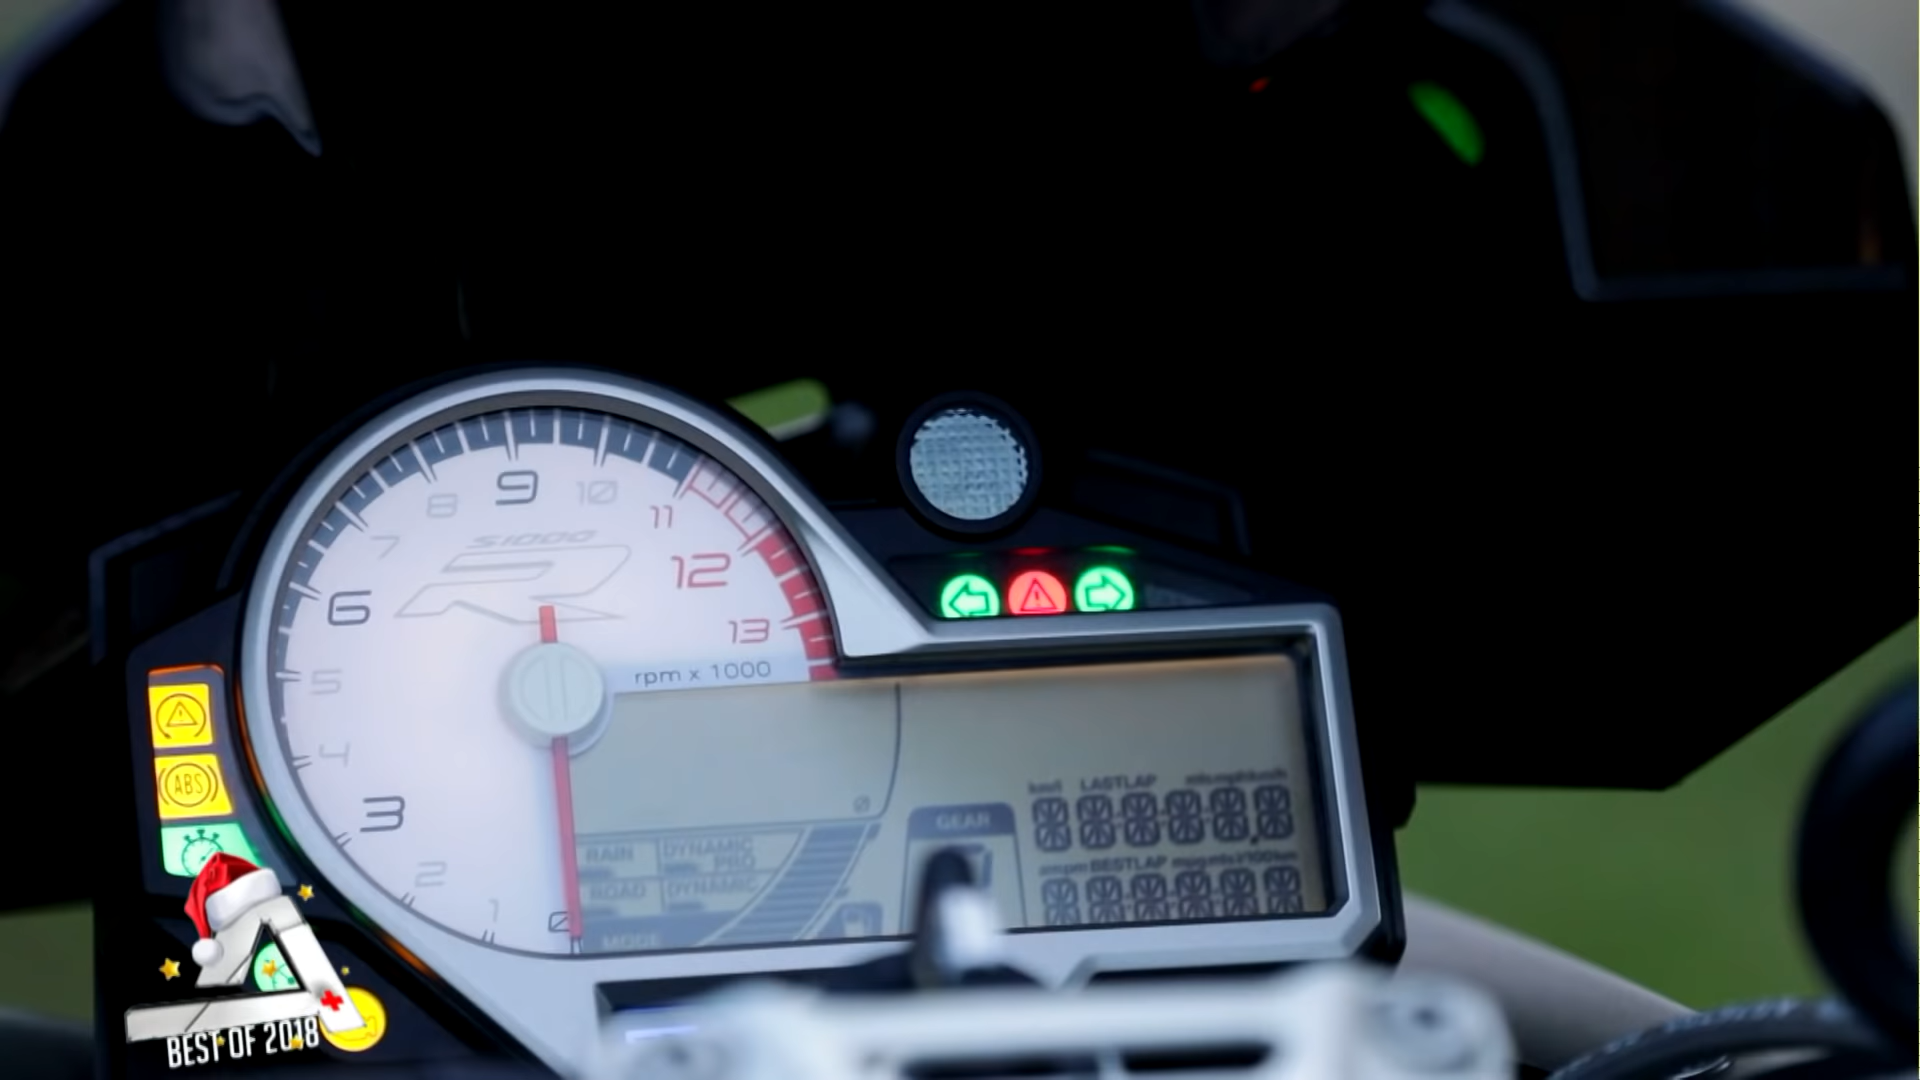 9
8
10
7
11
S1000
R
12
6
13
rpm x 1000
5
4
ABS
3
LASTLAP
GEAR
RAIN
DYNAMIC
PRO
BESTLAP
2
ROAD
DYNAMIC
1
0
MODE
BEST OF 2018